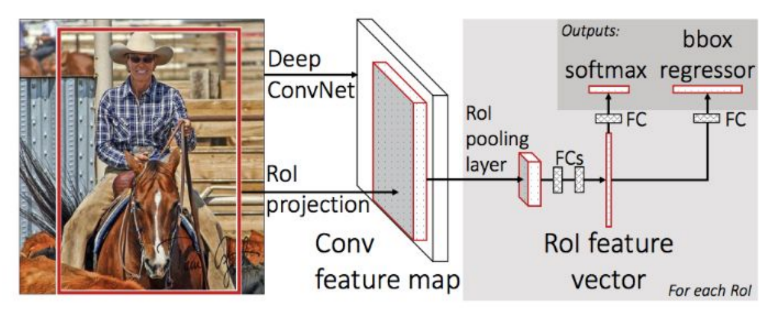 Deep
ConvNet
RoI
projection
Conv
feature map
RoI
pooling
layer
FCs
RoI feature
vector
For each RoI
Outputs:
softmax
bbox
regressor
FC
FC